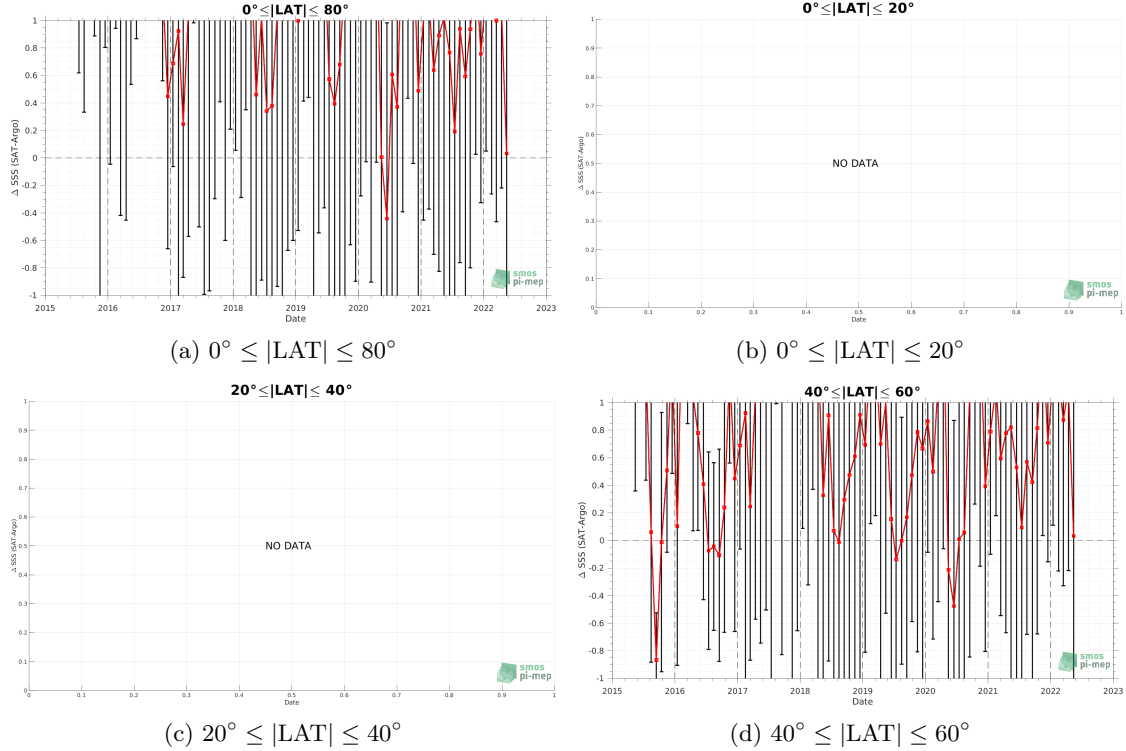 0°≤|LAT|≤ 80°
Δ SSS (SAT-Argo)
1
0.8
0.6
0.4
0.2
0
-0.2
-0.4
-0.6
-0.8
-1
2015 2016 2017 2018 2019 2020 2021 2022 2023
Date
smos
pi-mep
(a) 0° ≤ |LAT| ≤ 80°
0°≤|LAT|≤ 20°
Δ SSS (SAT-Argo)
1
0.9
0.8
0.7
0.6
0.5
0.4
0.3
0.2
0.1
0
NO DATA
0 0.1 0.2 0.3 0.4 0.5 0.6 0.7 0.8 0.9 1
Date
smos
pi-mep
(b) 0° ≤ |LAT| ≤ 20°
20°≤|LAT|≤ 40°
Δ SSS (SAT-Argo)
1
0.9
0.8
0.7
0.6
0.5
0.4
0.3
0.2
0.1
0
NO DATA
0 0.1 0.2 0.3 0.4 0.5 0.6 0.7 0.8 0.9 1
Date
smos
pi-mep
(c) 20° ≤ |LAT| ≤ 40°
40°≤|LAT|≤ 60°
Δ SSS (SAT-Argo)
1
0.8
0.6
0.4
0.2
0
-0.2
-0.4
-0.6
-0.8
-1
2015 2016 2017 2018 2019 2020 2021 2022 2023
Date
smos
pi-mep
(d) 40° ≤ |LAT| ≤ 60°